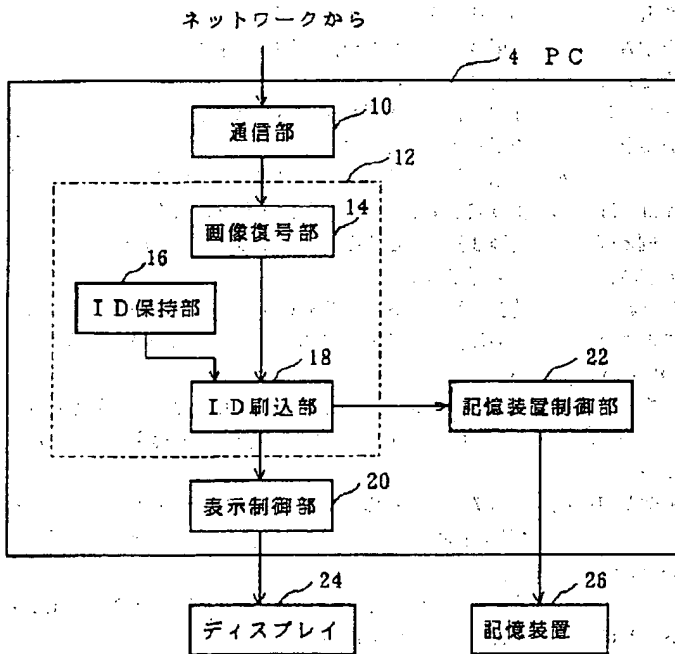 ネットワークから
4 PC
10
通信部
12
14
画像復号部
16
ID保持部
18
ID刷込部
22
記憶装置制御部
20
表示制御部
24
ディスプレイ
26
記憶装置